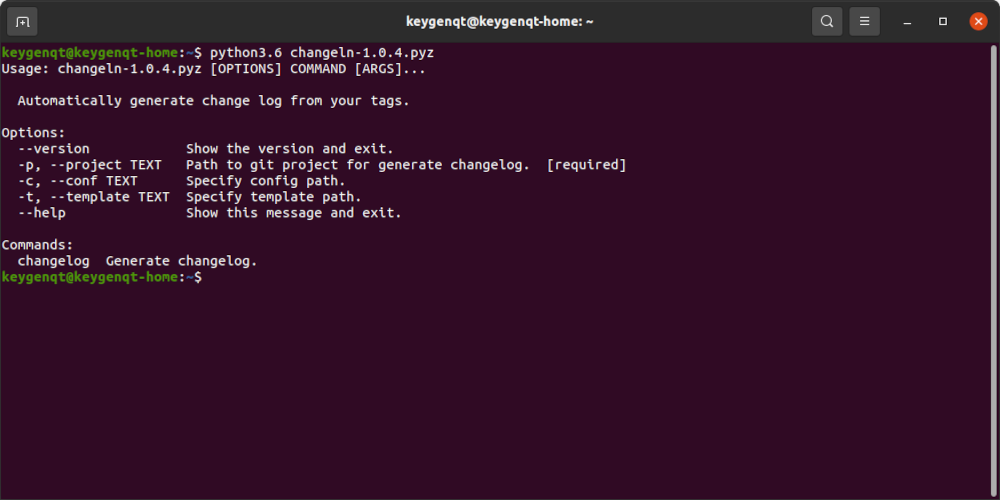 keygenqt@keygenqt-home: ~
keygenqt@keygenqt-home:~$ python3.6 changeln-1.0.4.pyz
Usage: changeln-1.0.4.pyz [OPTIONS] COMMAND [ARGS]...
Automatically generate change log from your tags.
Options:
--version Show the version and exit.
-p, --project TEXT Path to git project for generate changelog. [required]
-c, --conf TEXT Specify config path.
-t, --template TEXT Specify template path.
--help Show this message and exit.
Commands:
changelog Generate changelog.
keygenqt@keygenqt-home:~$